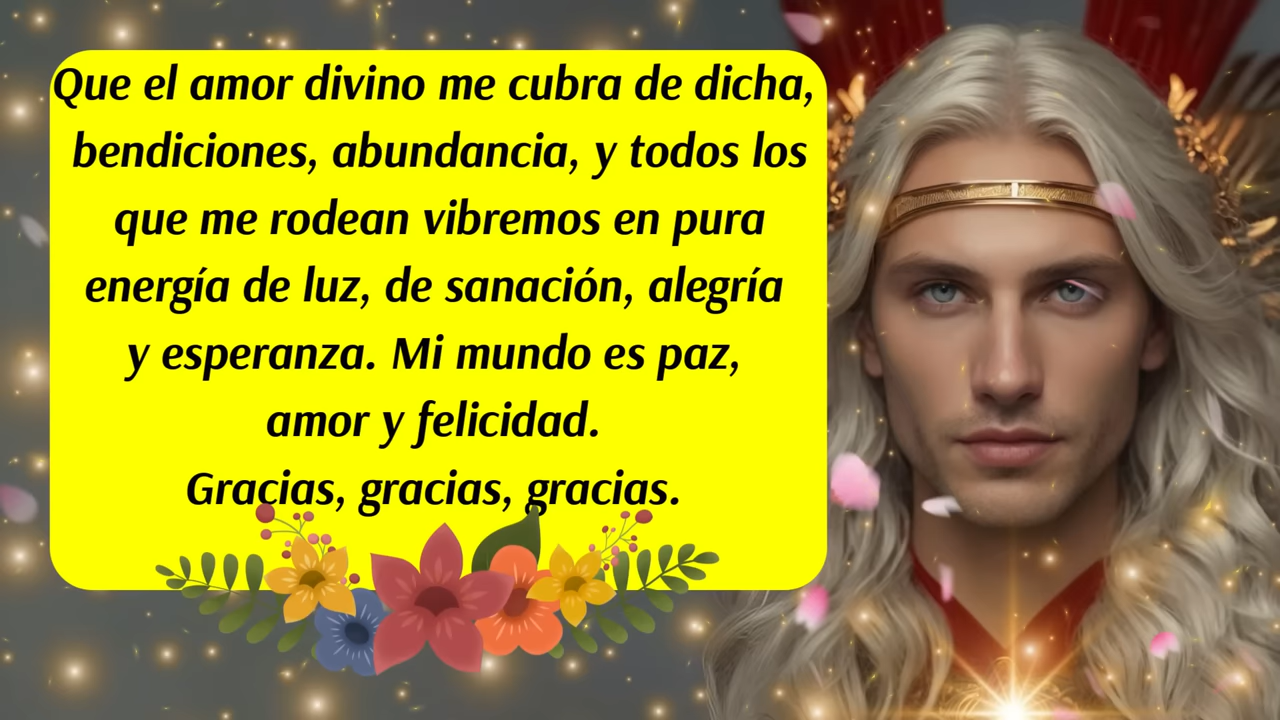 Que el amor divino me cubra de dicha,
bendiciones, abundancia, y todos los
que me rodean vibremos en pura
energía de luz, de sanación, alegría
y esperanza. Mi mundo es paz,
amor y felicidad.
Gracias, gracias, gracias.